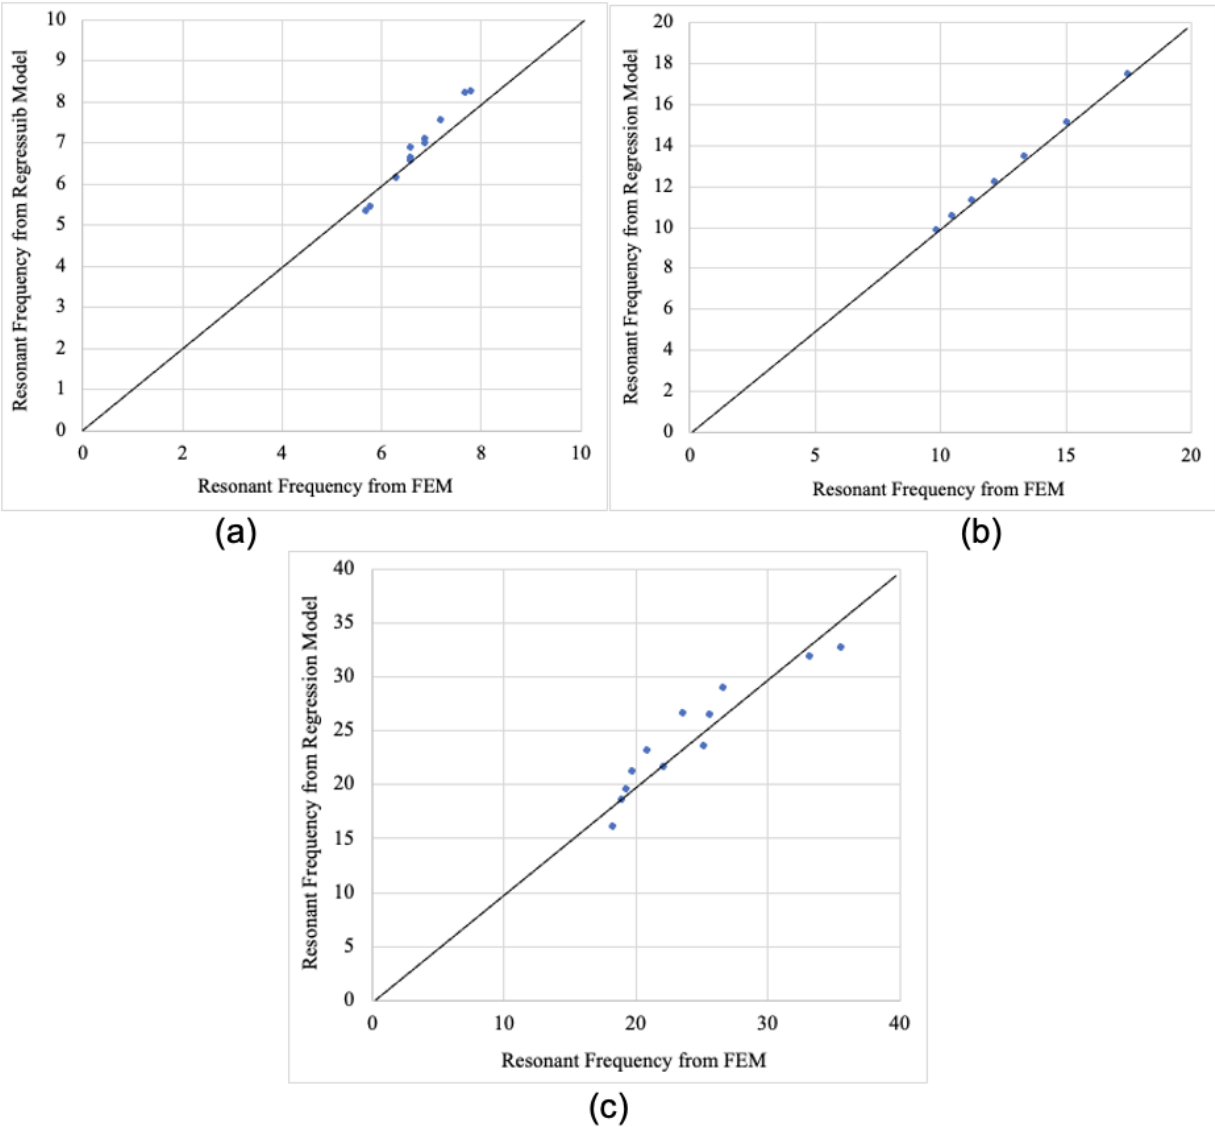 Resonant Frequency from Regressuib Model
10
9
8
7
6
5
4
3
2
1
0
0 2 4 6 8 10
Resonant Frequency from FEM
(a)
Resonant Frequency from Regression Model
20
18
16
14
12
10
8
6
4
2
0
0 5 10 15 20
Resonant Frequency from FEM
(b)
Resonant Frequency from Regression Model
40
35
30
25
20
15
10
5
0
0 10 20 30 40
Resonant Frequency from FEM
(c)